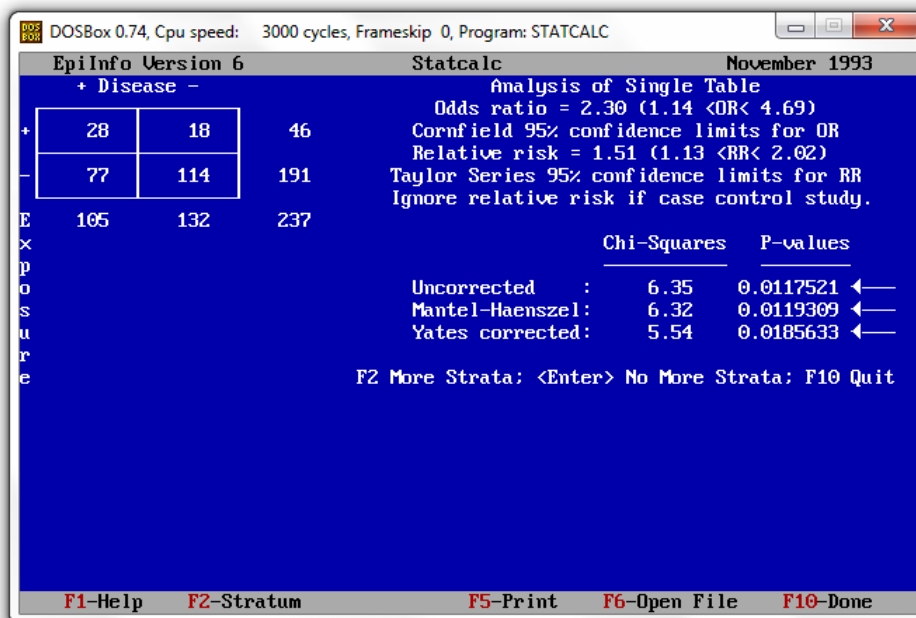 DOS BOX DOSBox 0.74, Cpu speed: 3000 cycles, Frameskip 0, Program: STATCALC
EpiInfo Version 6 Statcalc November 1993
+ Disease - Analysis of Single Table
Odds ratio = 2.30 (1.14 <OR< 4.69)
+ 28 18 46 Cornfield 95% confidence limits for OR
Relative risk = 1.51 (1.13 <RR< 2.02)
- 77 114 191 Taylor Series 95% confidence limits for RR
Ignore relative risk if case control study.
E 105 132 237
x Chi-Squares P-values
p
o Uncorrected : 6.35 0.0117521 ◄──
s Mantel-Haenszel: 6.32 0.0119309 ◄──
u Yates corrected: 5.54 0.0185633 ◄──
r
e F2 More Strata; <Enter> No More Strata; F10 Quit
F1-Help F2-Stratum F5-Print F6-Open File F10-Done